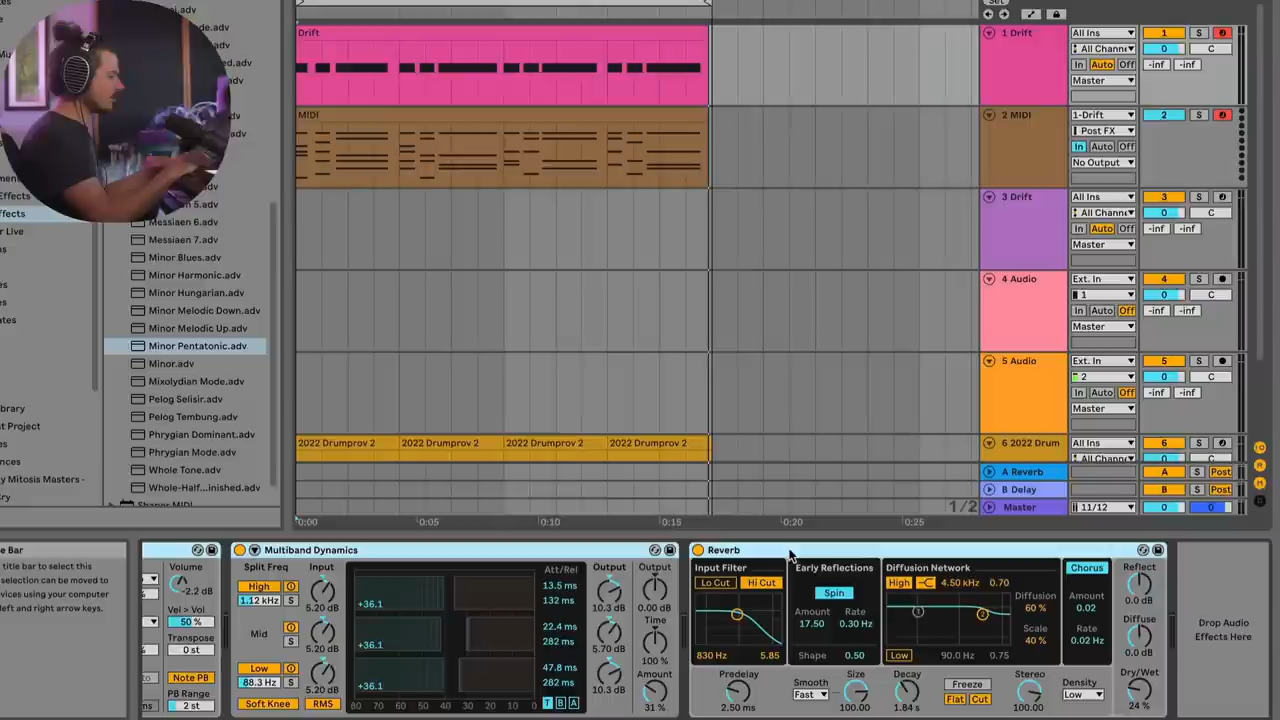 Set
Drift
1 Drift
All Ins
1
S
All Channe
0
C
In Auto Off
-inf
-inf
Master
MIDI
2 MIDI
1-Drift
2
S
Post FX
In Auto Off
No Output
3 Drift
All Ins
3
S
All Channe
0
C
In Auto Off
-inf
-inf
Master
4 Audio
Ext. In
4
S
1
0
C
In Auto Off
-inf
-inf
Master
5 Audio
Ext. In
5
S
2
0
C
In Auto Off
-inf
-inf
Master
2022 Drumprov 2
2022 Drumprov 2
2022 Drumprov 2
2022 Drumprov 2
6 2022 Drum
All Ins
6
S
All Channe
A Reverb
A
S
Post
B Delay
B
S
Post
1/2
Master
11/12
0
0
0:00
0:05
0:10
0:15
0:20
0:25
ffects
r Live
ates
ibrary
t Project
ences
y Mitosis Masters -
Messiaen 6.adv
Messiaen 7.adv
Minor Blues.adv
Minor Harmonic.adv
Minor Hungarian.adv
Minor Melodic Down.adv
Minor Melodic Up.adv
Minor Pentatonic.adv
Minor.adv
Mixolydian Mode.adv
Pelog Selisir.adv
Pelog Tembung.adv
Phrygian Dominant.adv
Phrygian Mode.adv
Whole Tone.adv
Whole-Half...inished.adv
le Bar
title bar to select this
selection can be moved to
devices using your computer
left and right arrow keys.
Volume
-2.2 dB
Vel > Vol
50 %
Transpose
0 st
Note PB
PB Range
2 st
Multiband Dynamics
Split Freq
Input
High
1.12 kHz
S
5.20 dB
Mid
S
5.20 dB
Low
88.3 Hz
S
5.20 dB
Soft Knee
RMS
+36.1
+36.1
+36.1
80 70 60 50 40 30 20 10 0
Att/Rel
13.5 ms
132 ms
22.4 ms
282 ms
47.8 ms
282 ms
T B A
Output
10.3 dB
5.70 dB
10.3 dB
Output
0.00 dB
Time
100 %
Amount
31 %
Reverb
Input Filter
Lo Cut
Hi Cut
830 Hz
5.85
Early Reflections
Spin
Amount
Rate
17.50
0.30 Hz
Shape
0.50
Diffusion Network
High
4.50 kHz
0.70
1
2
Diffusion
60 %
Scale
40 %
Low
90.0 Hz
0.75
Chorus
Amount
0.02
Rate
0.02 Hz
Reflect
0.0 dB
Diffuse
0.0 dB
Dry/Wet
24 %
Predelay
2.50 ms
Smooth
Fast
Size
100.00
Decay
1.84 s
Freeze
Flat
Cut
Stereo
100.00
Density
Low
Drop Audio
Effects Here